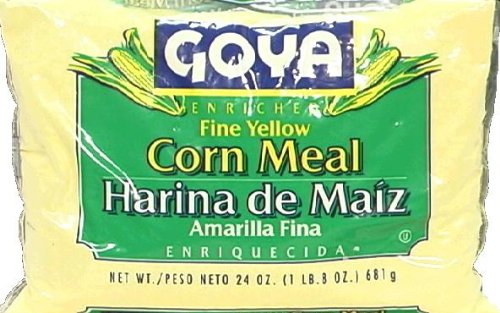 GOYA
ENRICHED
Fine Yellow
Corn Meal
Harina de Maíz
Amarilla Fina
ENRIQUECIDA
U
NET WT./PESO NETO 24 OZ. (1 LB.8 OZ.) 681g